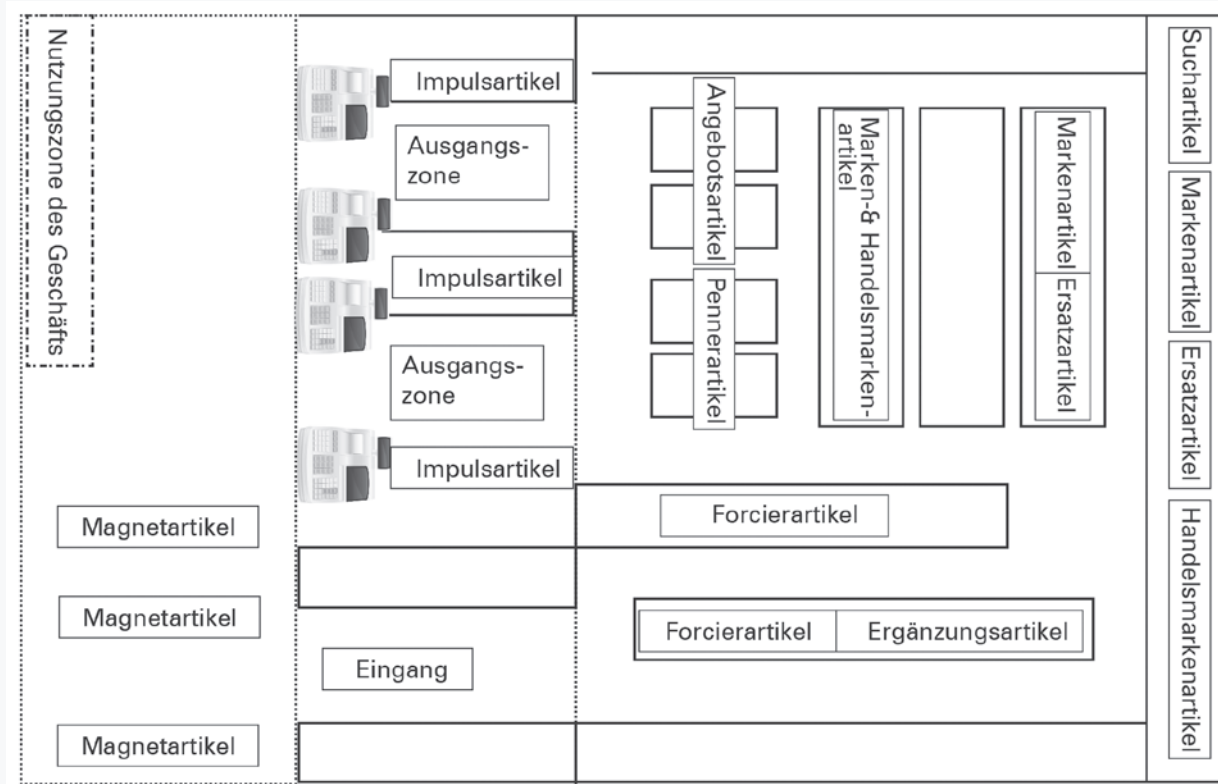 Nutzungszone des Geschäfts
Impulsartikel
Ausgangs-
zone
Impulsartikel
Ausgangs-
zone
Impulsartikel
Magnetartikel
Magnetartikel
Eingang
Magnetartikel
Angebotsartikel
Pennerartikel
Marken-& Handelsmarken-
artikel
Markenartikel
Ersatzartikel
Forcierartikel
Forcierartikel
Ergänzungsartikel
Suchartikel
Markenartikel
Ersatzartikel
Handelsmarkenartikel